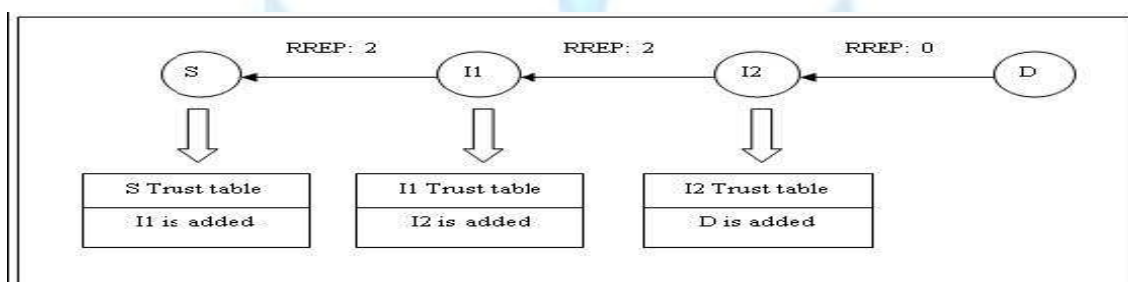 RREP: 2
RREP: 2
RREP: 0
S
I1
I2
D
S Trust table
I1 is added
I1 Trust table
I2 is added
I2 Trust table
D is added